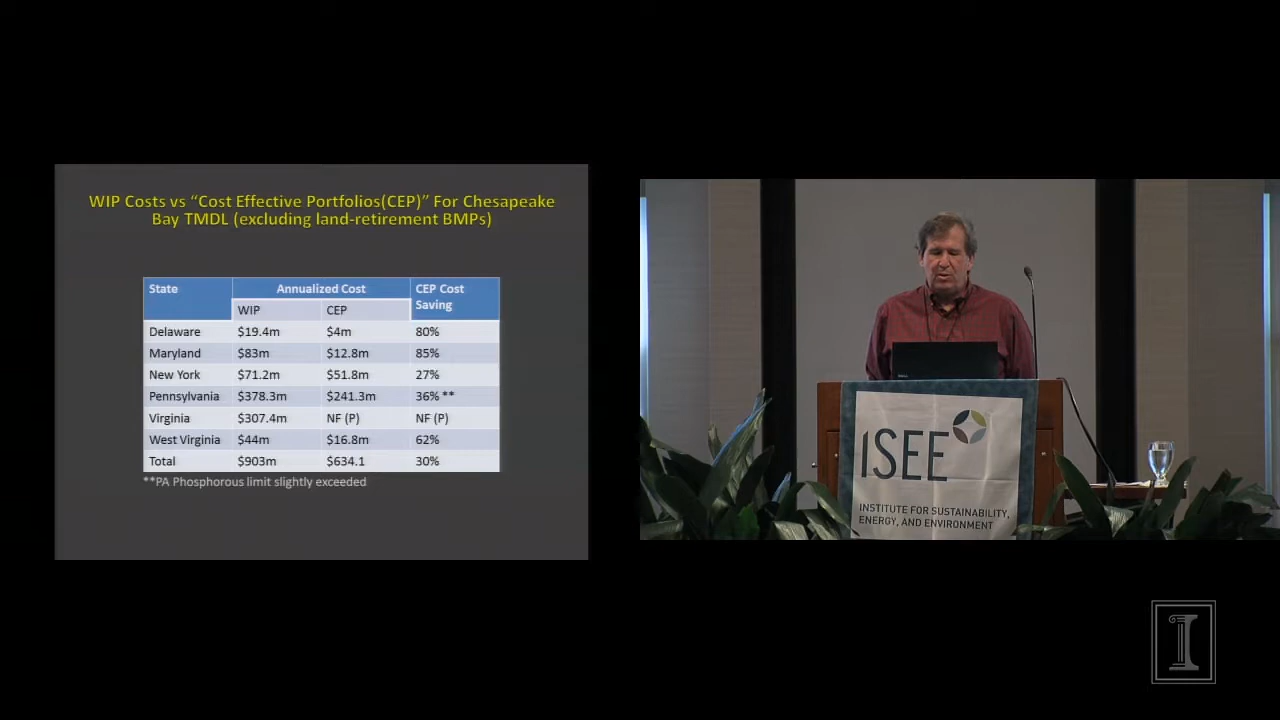 WIP Costs vs “Cost Effective Portfolios(CEP)” For Chesapeake
Bay TMDL (excluding land-retirement BMPs)
State Annualized Cost CEP Cost Saving
WIP CEP
Delaware $19.4m $4m 80%
Maryland $83m $12.8m 85%
New York $71.2m $51.8m 27%
Pennsylvania $378.3m $241.3m 36% **
Virginia $307.4m NF (P) NF (P)
West Virginia $44m $16.8m 62%
Total $903m $634.1 30%
**PA Phosphorous limit slightly exceeded
ISEE
INSTITUTE FOR SUSTAINABILITY,
ENERGY, AND ENVIRONMENT
I